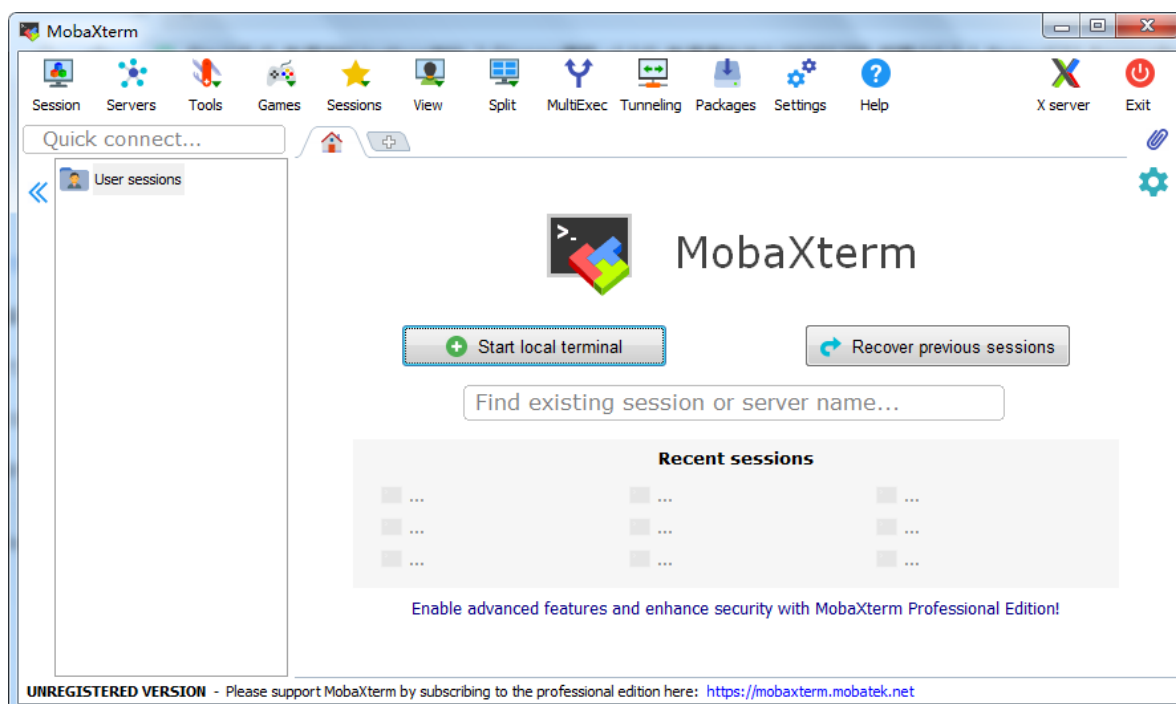 MobaXterm
Session Servers Tools Games Sessions View Split MultiExec Tunneling Packages Settings Help X server Exit
Quick connect...
User sessions
>_
MobaXterm
Start local terminal Recover previous sessions
Find existing session or server name...
Recent sessions
... ... ...
... ... ...
... ... ...
Enable advanced features and enhance security with MobaXterm Professional Edition!
UNREGISTERED VERSION - Please support MobaXterm by subscribing to the professional edition here: https://mobaxterm.mobatek.net